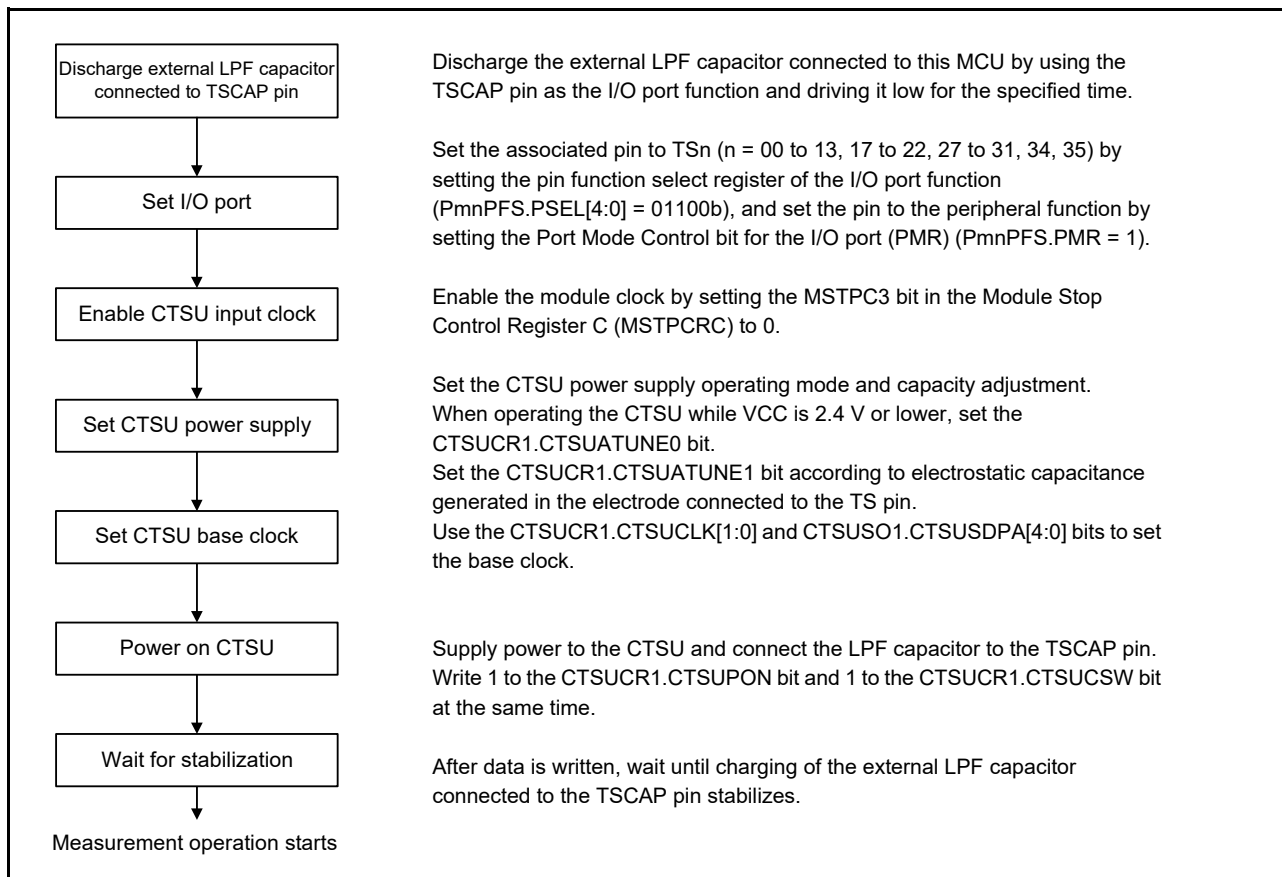 Discharge external LPF capacitor
connected to TSCAP pin
Discharge the external LPF capacitor connected to this MCU by using the
TSCAP pin as the I/O port function and driving it low for the specified time.
Set I/O port
Set the associated pin to TSn (n = 00 to 13, 17 to 22, 27 to 31, 34, 35) by
setting the pin function select register of the I/O port function
(PmnPFS.PSEL[4:0] = 01100b), and set the pin to the peripheral function by
setting the Port Mode Control bit for the I/O port (PMR) (PmnPFS.PMR = 1).
Enable CTSU input clock
Enable the module clock by setting the MSTPC3 bit in the Module Stop
Control Register C (MSTPCRC) to 0.
Set CTSU power supply
Set the CTSU power supply operating mode and capacity adjustment.
When operating the CTSU while VCC is 2.4 V or lower, set the
CTSUCR1.CTSUATUNE0 bit.
Set the CTSUCR1.CTSUATUNE1 bit according to electrostatic capacitance
generated in the electrode connected to the TS pin.
Set CTSU base clock
Use the CTSUCR1.CTSUCLK[1:0] and CTSUSO1.CTSUSDPA[4:0] bits to set
the base clock.
Power on CTSU
Supply power to the CTSU and connect the LPF capacitor to the TSCAP pin.
Write 1 to the CTSUCR1.CTSUPON bit and 1 to the CTSUCR1.CTSUCSW bit
at the same time.
Wait for stabilization
After data is written, wait until charging of the external LPF capacitor
connected to the TSCAP pin stabilizes.
Measurement operation starts